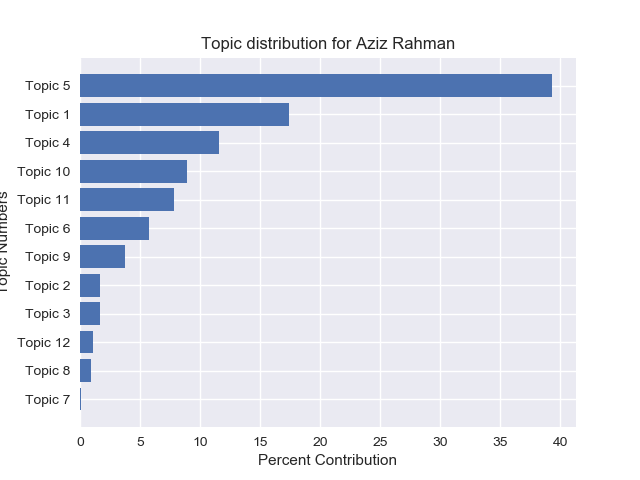 Topic distribution for Aziz Rahman
Topic Numbers
Topic 5
Topic 1
Topic 4
Topic 10
Topic 11
Topic 6
Topic 9
Topic 2
Topic 3
Topic 12
Topic 8
Topic 7
0 5 10 15 20 25 30 35 40
Percent Contribution